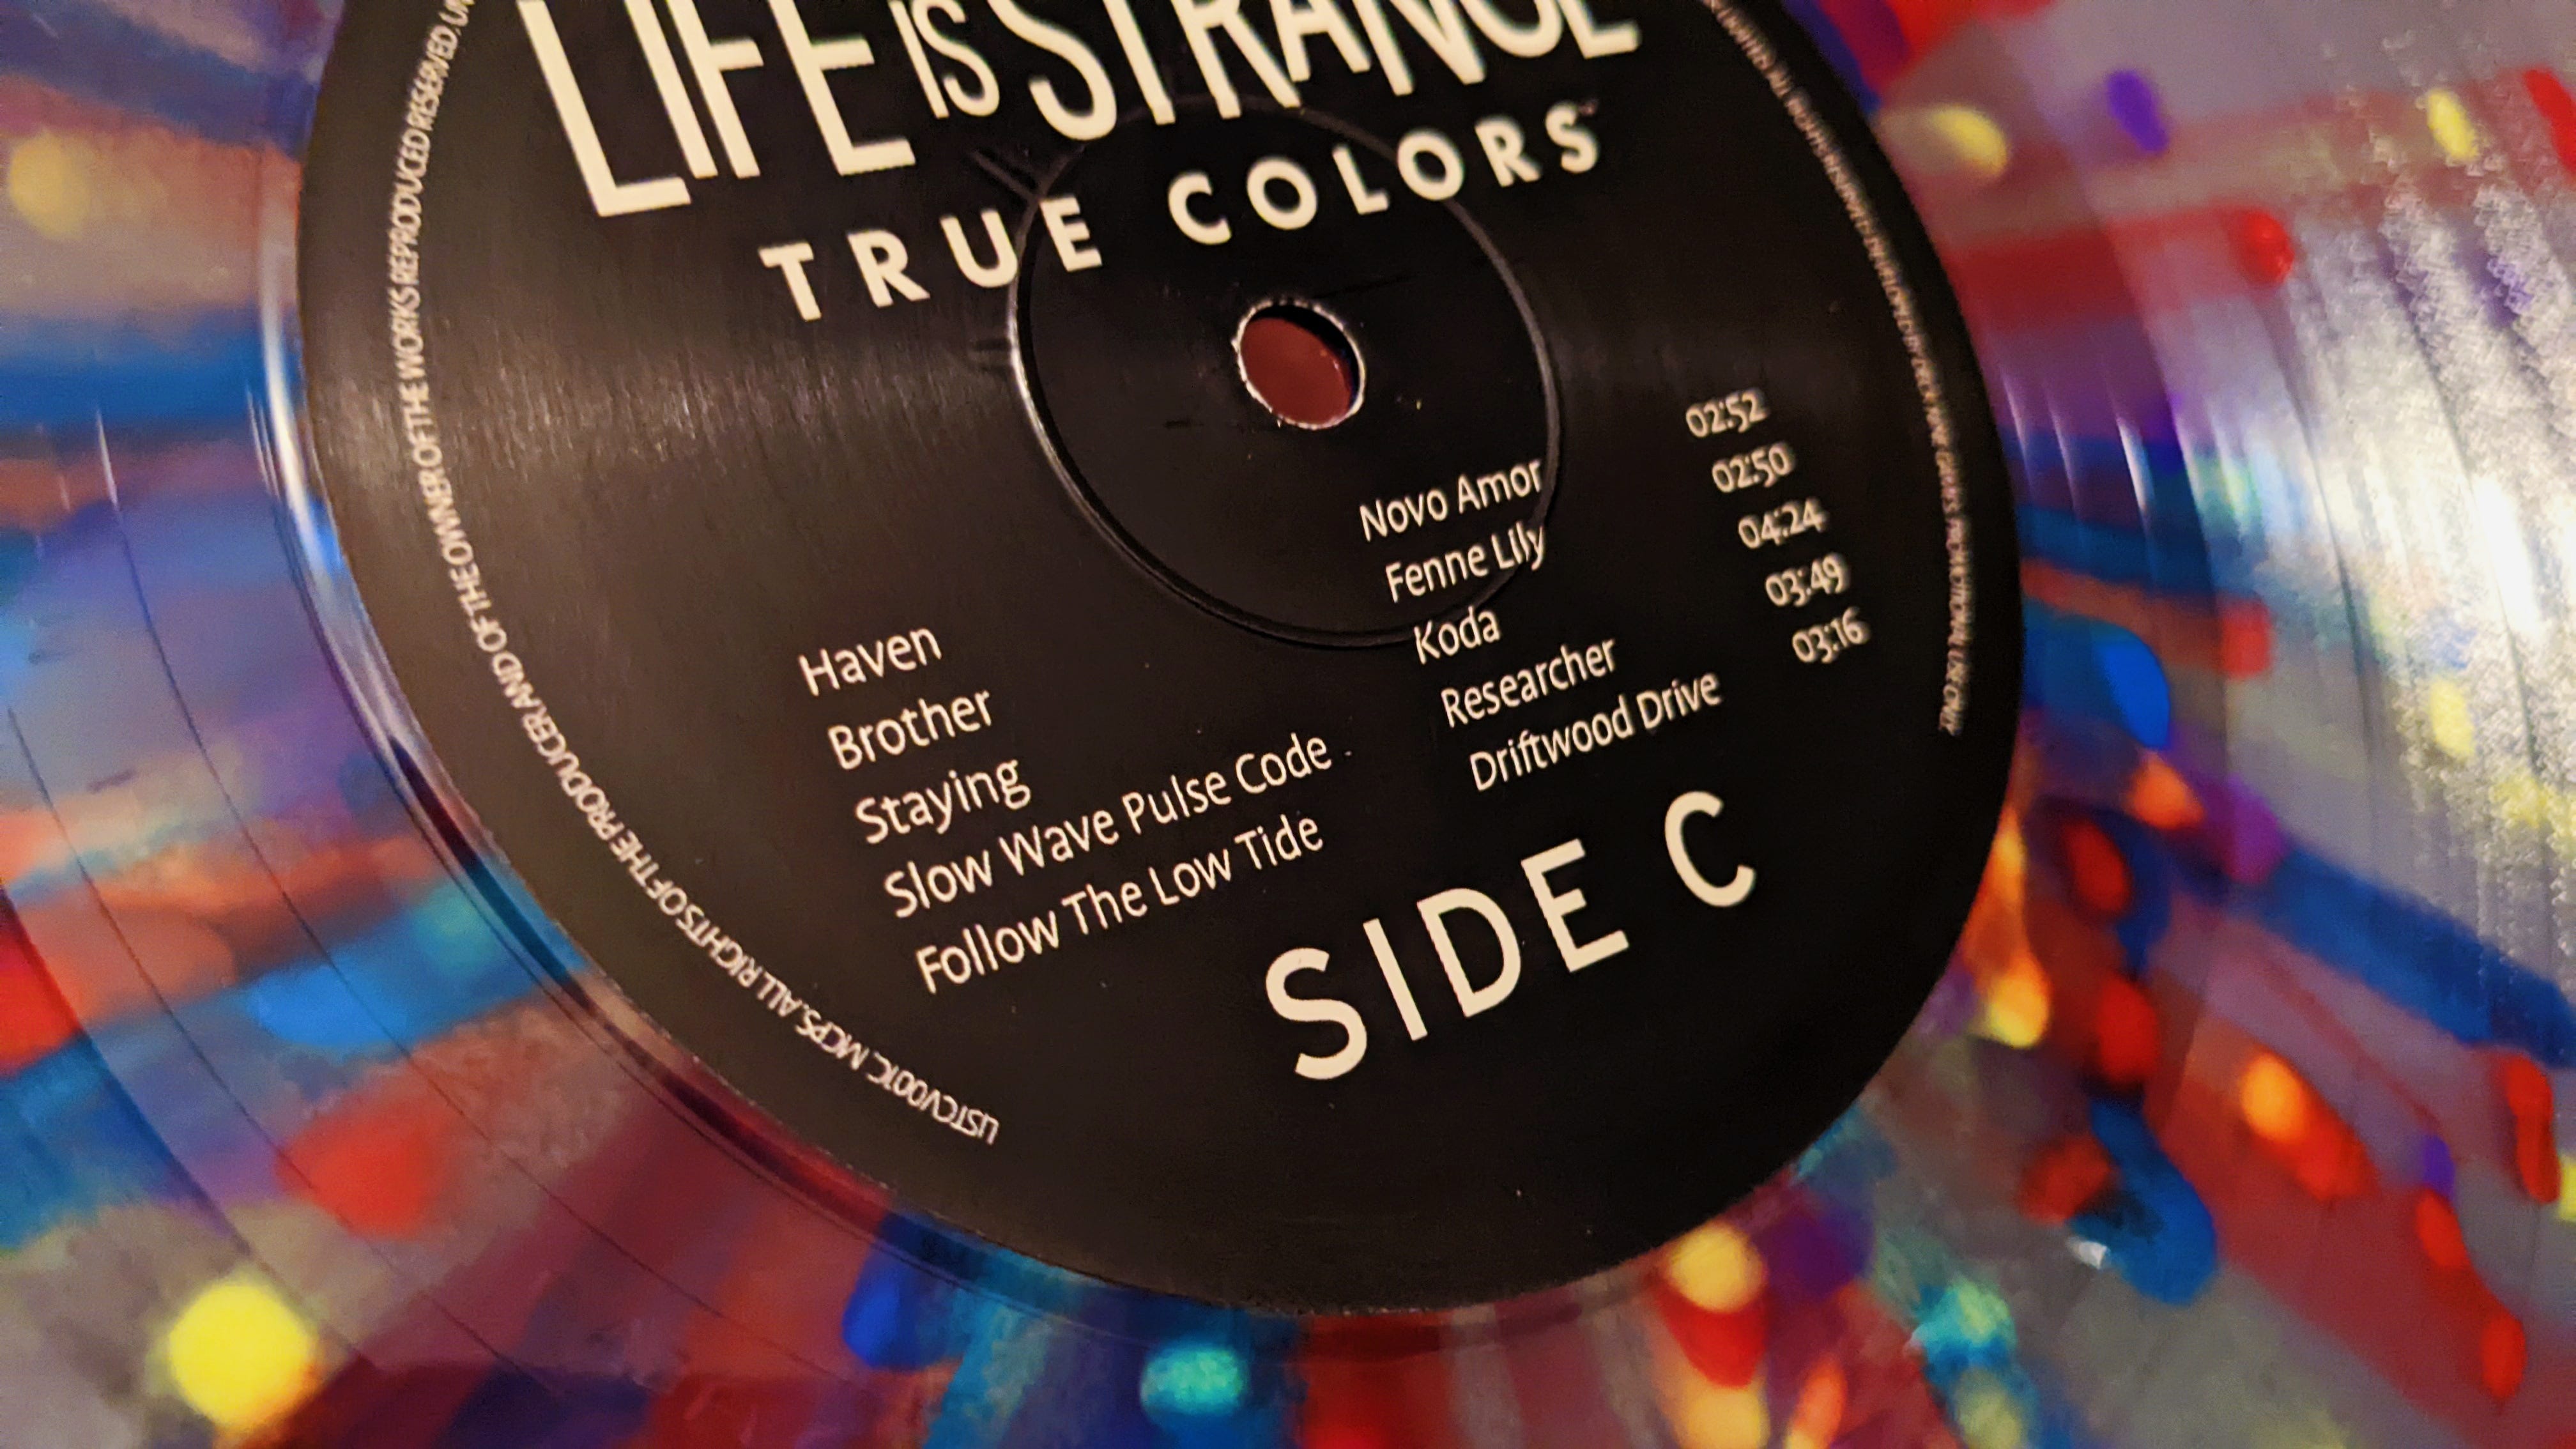 LIFE IS STRANGE
TRUE COLORS
Haven Novo Amor 02:52
Brother Fenne Lily 02:50
Staying Koda 04:24
Slow Wave Pulse Code Researcher 03:49
Follow The Low Tide Driftwood Drive 03:16
SIDE C
LISTCV001C. MCPS. ALL RIGHTS OF THE PRODUCER AND OF THE OWNER OF THE WORKS REPRODUCED RESERVED.